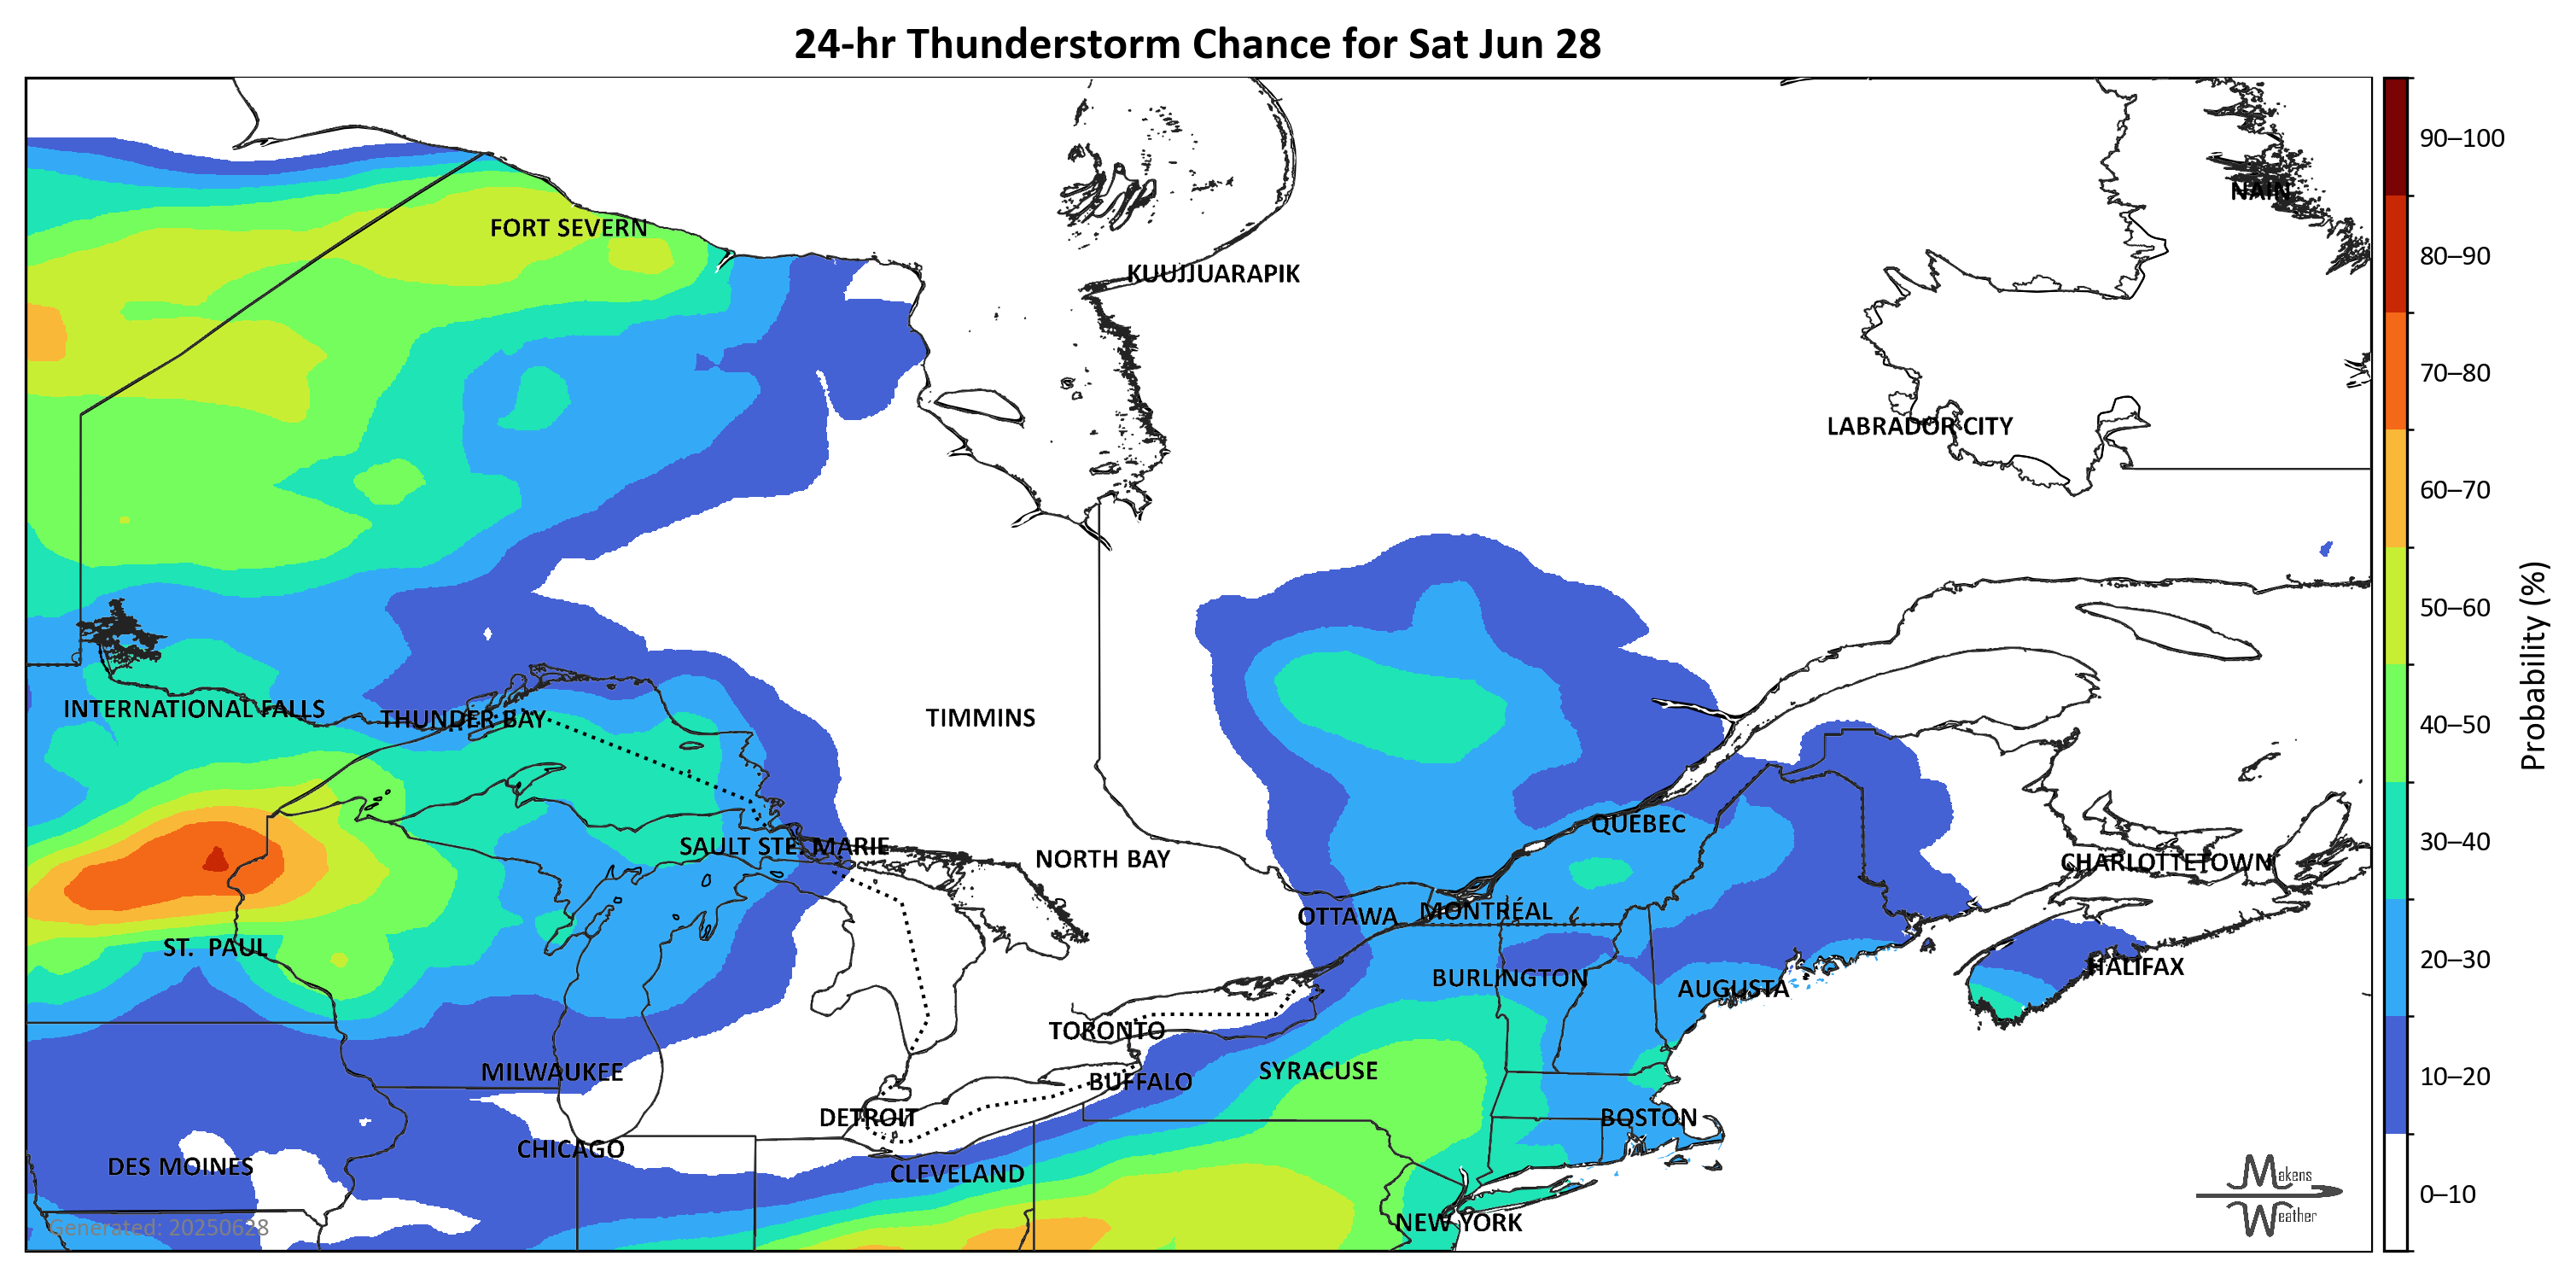 24-hr Thunderstorm Chance for Sat Jun 28
90–100
NAIN
FORT SEVERN
80–90
KUUJJUARAPIK
70–80
LABRADOR CITY
60–70
50–60
INTERNATIONAL FALLS
THUNDER BAY
TIMMINS
40–50
Probability (%)
QUEBEC
SAULT STE. MARIE
NORTH BAY
CHARLOTTETOWN
30–40
OTTAWA
MONTRÉAL
ST. PAUL
BURLINGTON
AUGUSTA
HALIFAX
20–30
TORONTO
MILWAUKEE
BUFFALO
SYRACUSE
10–20
DETROIT
BOSTON
CHICAGO
DES MOINES
CLEVELAND
Makens
Weather
0–10
NEW YORK
Generated: 20250628